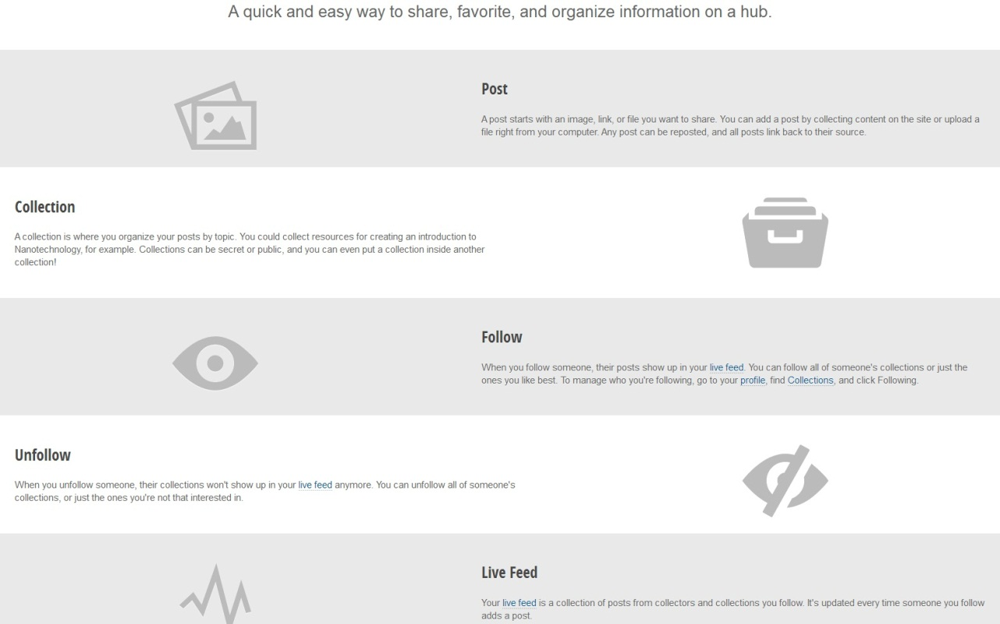 A quick and easy way to share, favorite, and organize information on a hub.
Post
A post starts with an image, link, or file you want to share. You can add a post by collecting content on the site or upload a
file right from your computer. Any post can be reposted, and all posts link back to their source.
Collection
A collection is where you organize your posts by topic. You could collect resources for creating an introduction to
Nanotechnology, for example. Collections can be secret or public, and you can even put a collection inside another
collection!
Follow
When you follow someone, their posts show up in your live feed. You can follow all of someone's collections or just the
ones you like best. To manage who you're following, go to your profile, find Collections, and click Following.
Unfollow
When you unfollow someone, their collections won't show up in your live feed anymore. You can unfollow all of someone's
collections, or just the ones you're not that interested in.
Live Feed
Your live feed is a collection of posts from collectors and collections you follow. It's updated every time someone you follow
adds a post.